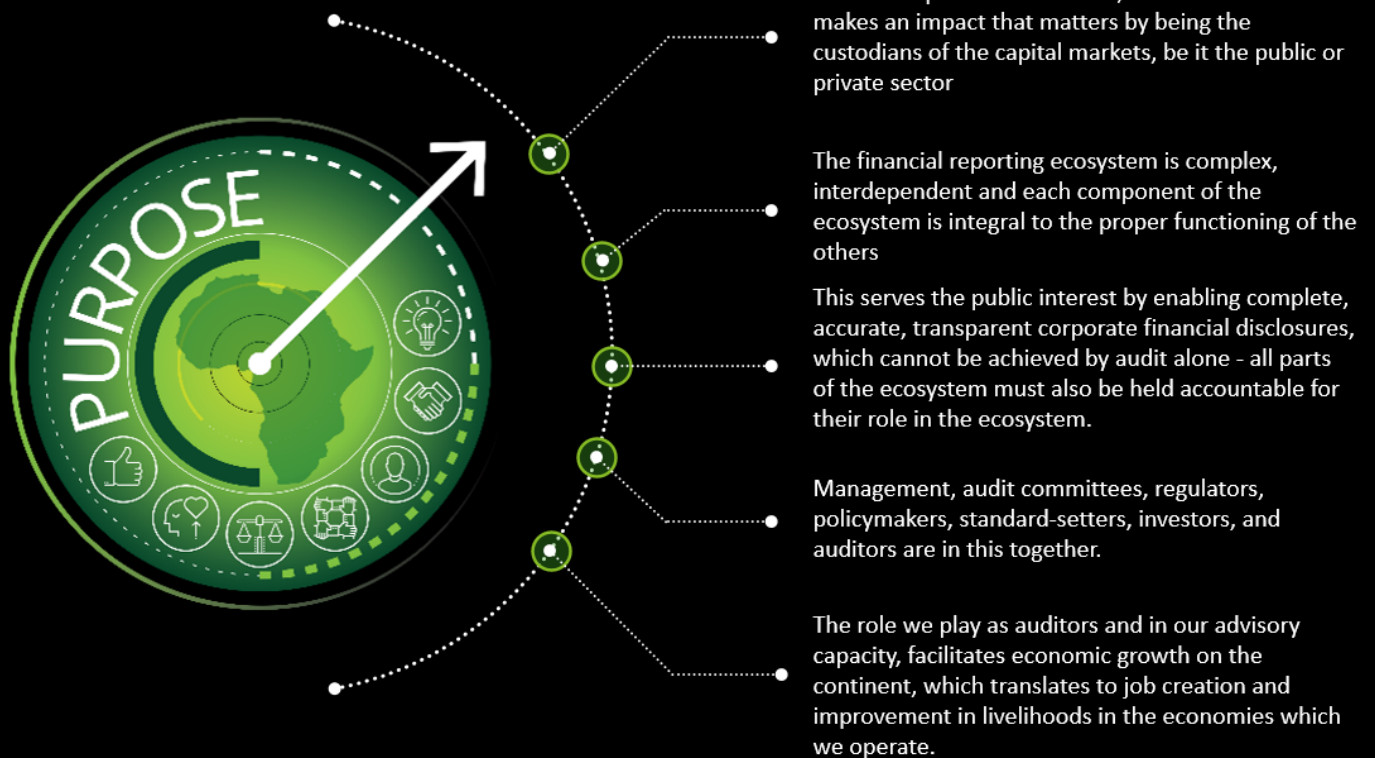 PURPOSE
makes an impact that matters by being the
custodians of the capital markets, be it the public or
private sector
The financial reporting ecosystem is complex,
interdependent and each component of the
ecosystem is integral to the proper functioning of the
others
This serves the public interest by enabling complete,
accurate, transparent corporate financial disclosures,
which cannot be achieved by audit alone - all parts
of the ecosystem must also be held accountable for
their role in the ecosystem.
Management, audit committees, regulators,
policymakers, standard-setters, investors, and
auditors are in this together.
The role we play as auditors and in our advisory
capacity, facilitates economic growth on the
continent, which translates to job creation and
improvement in livelihoods in the economies which
we operate.